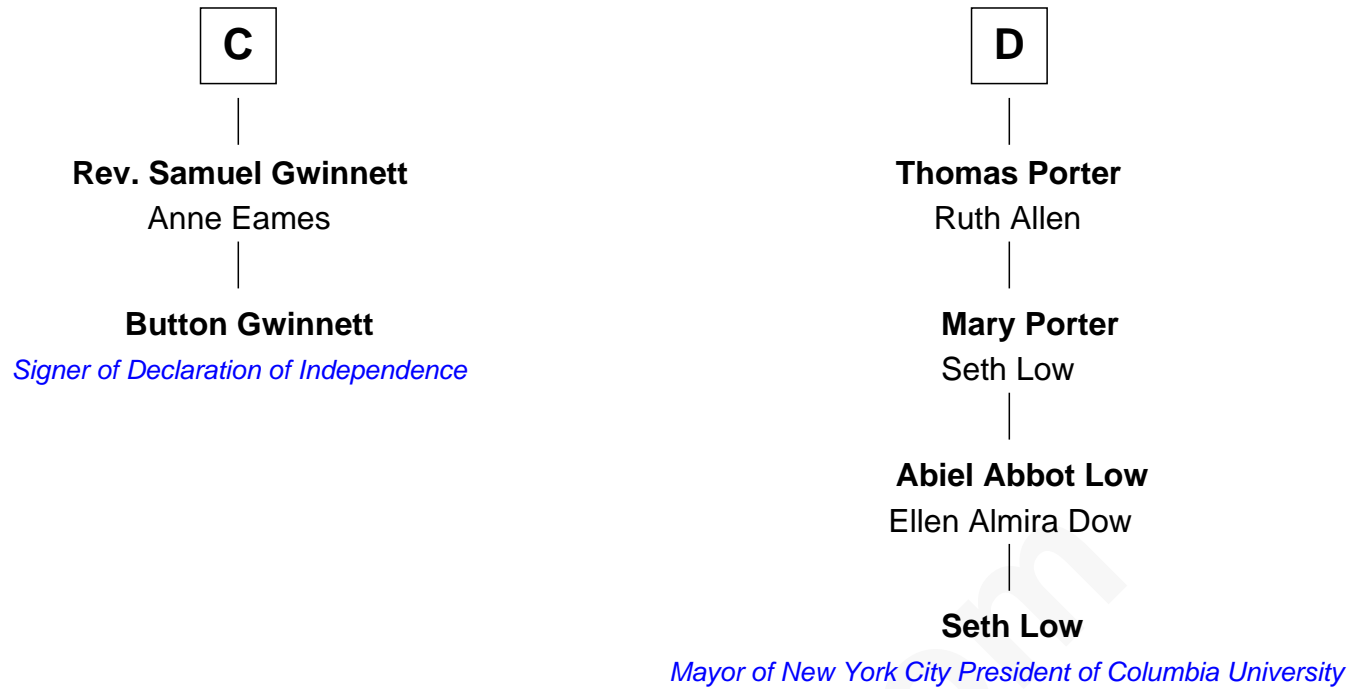 C
Rev. Samuel Gwinnett
Anne Eames
Button Gwinnett
Signer of Declaration of Independence
D
Thomas Porter
Ruth Allen
Mary Porter
Seth Low
Abiel Abbot Low
Ellen Almira Dow
Seth Low
Mayor of New York City President of Columbia University
om